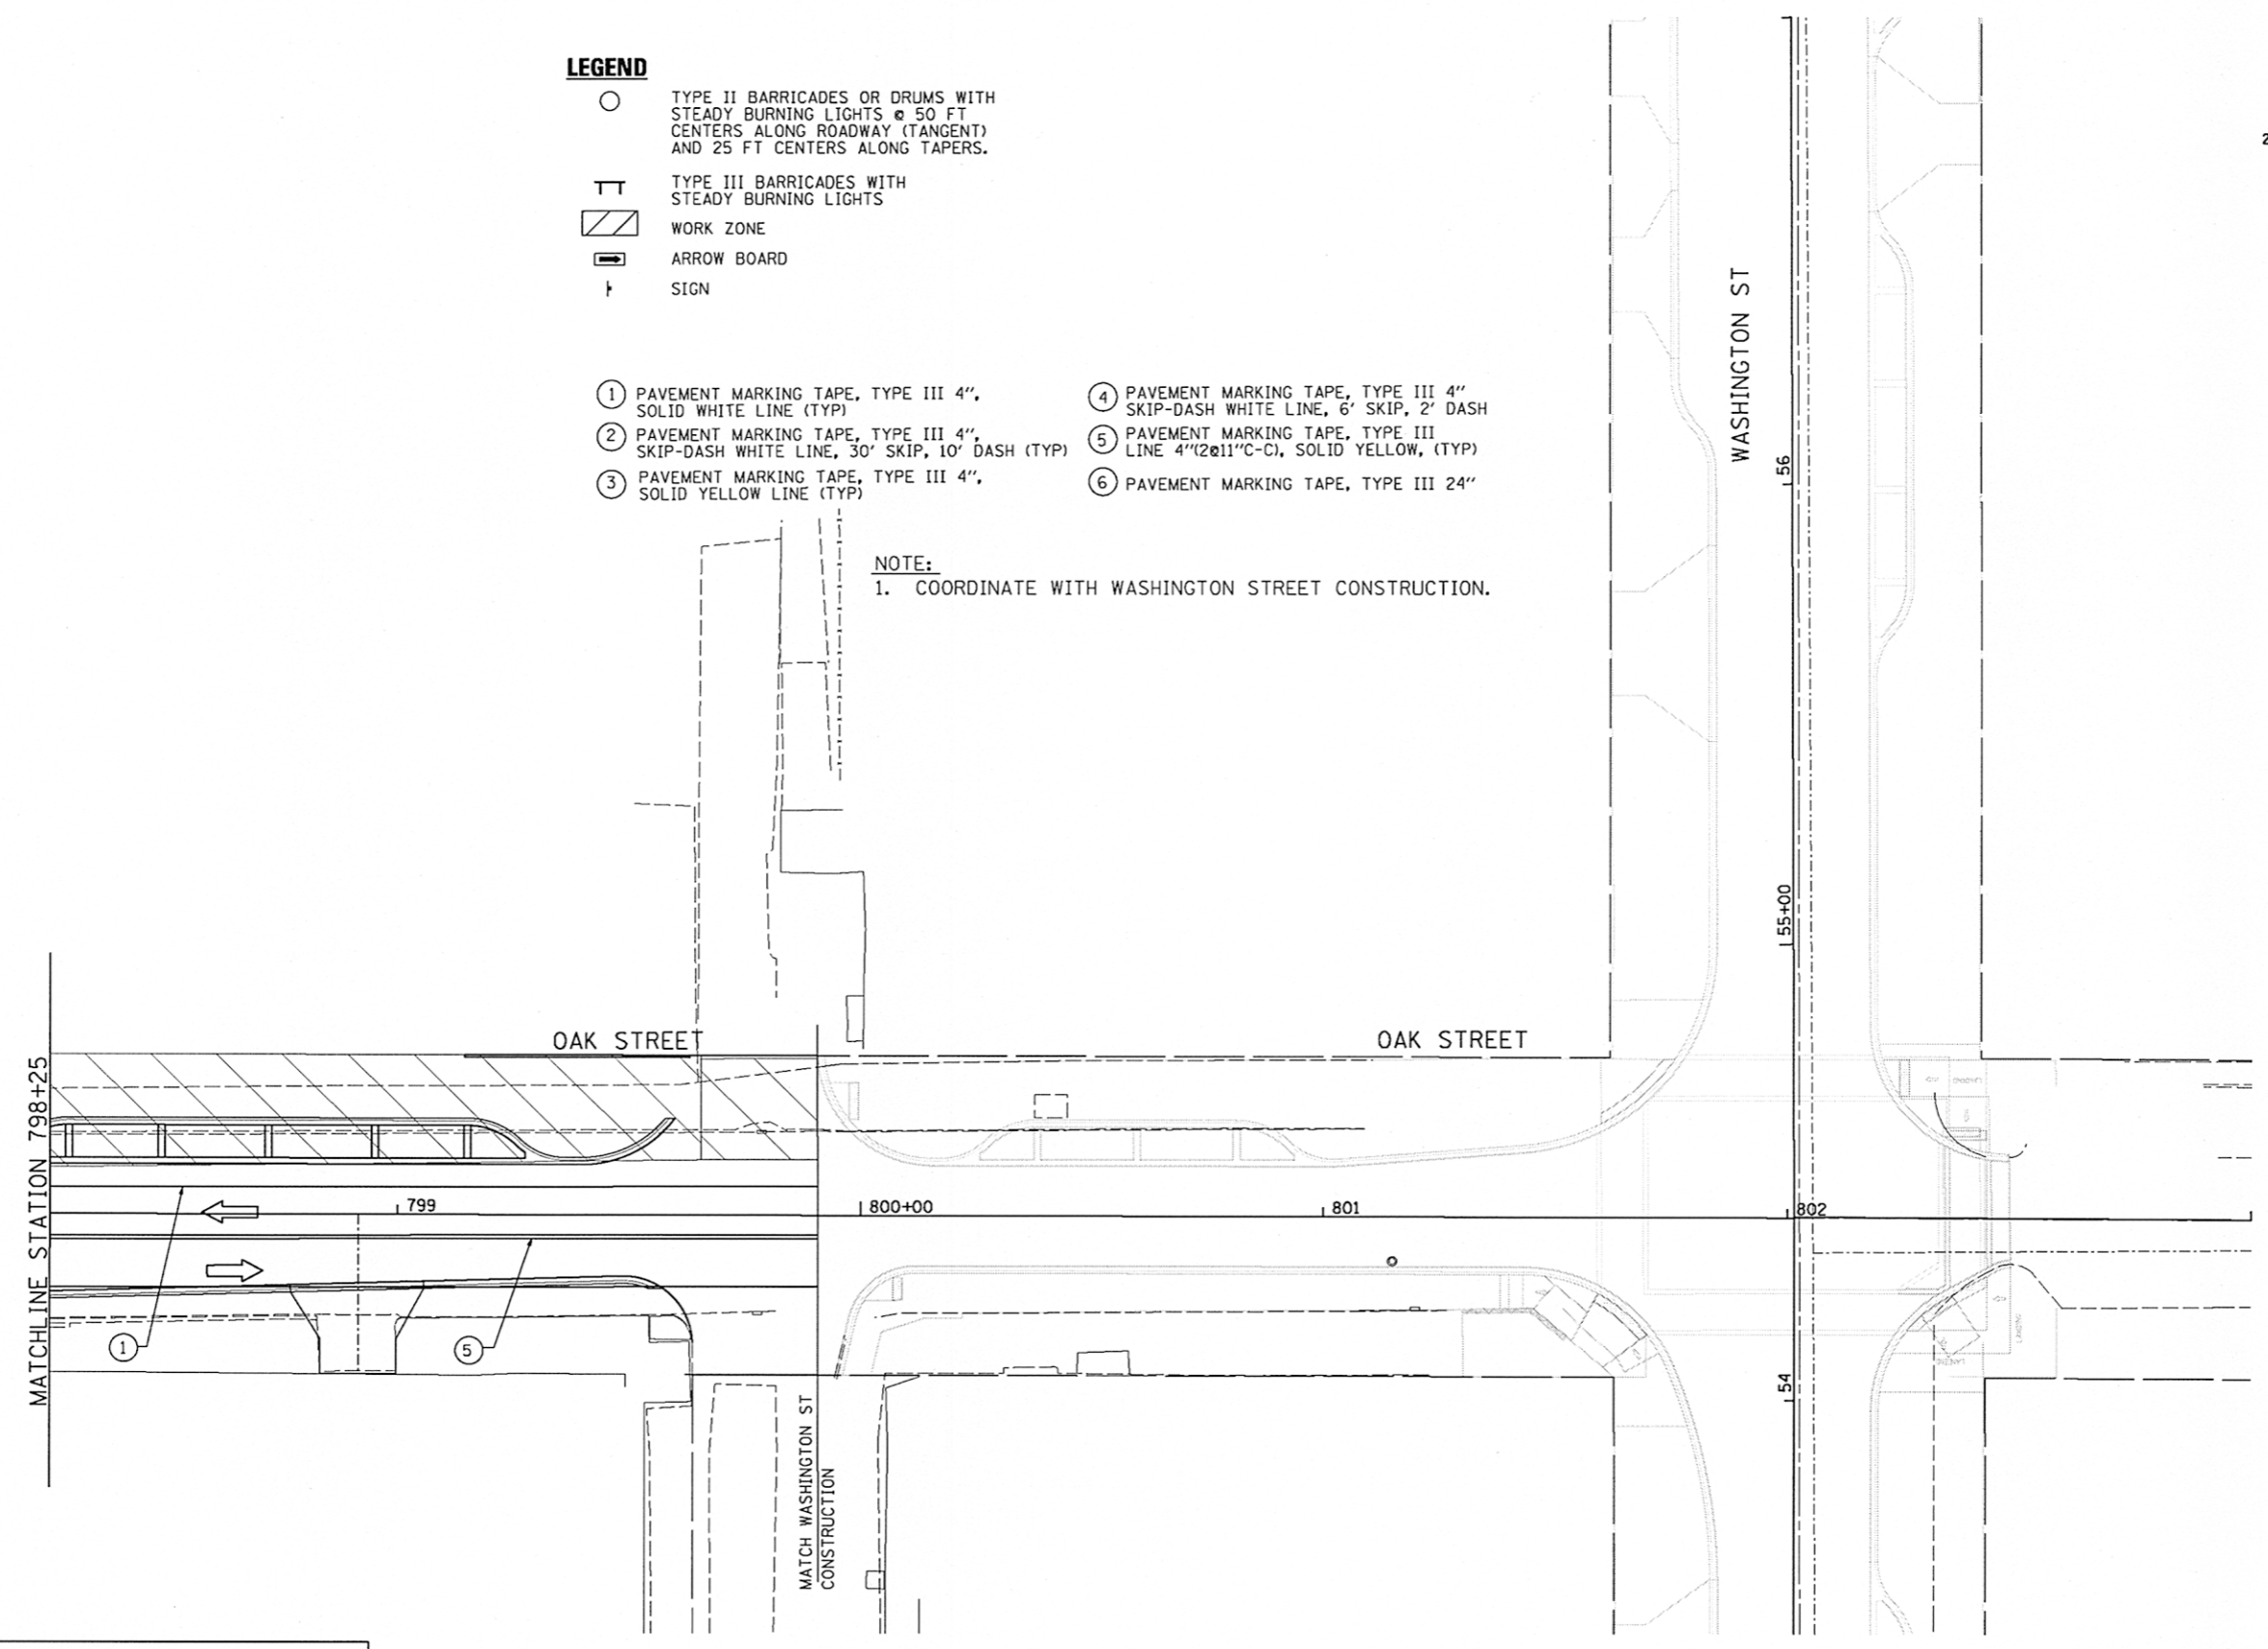 LEGEND
TYPE II BARRICADES OR DRUMS WITH
STEADY BURNING LIGHTS @ 50 FT
CENTERS ALONG ROADWAY (TANGENT)
AND 25 FT CENTERS ALONG TAPERS.
TYPE III BARRICADES WITH
STEADY BURNING LIGHTS
WORK ZONE
ARROW BOARD
SIGN
1 PAVEMENT MARKING TAPE, TYPE III 4",
SOLID WHITE LINE (TYP)
2 PAVEMENT MARKING TAPE, TYPE III 4",
SKIP-DASH WHITE LINE, 30' SKIP, 10' DASH (TYP)
3 PAVEMENT MARKING TAPE, TYPE III 4",
SOLID YELLOW LINE (TYP)
4 PAVEMENT MARKING TAPE, TYPE III 4"
SKIP-DASH WHITE LINE, 6' SKIP, 2' DASH
5 PAVEMENT MARKING TAPE, TYPE III
LINE 4"(2@11"C-C), SOLID YELLOW, (TYP)
6 PAVEMENT MARKING TAPE, TYPE III 24"
NOTE:
1. COORDINATE WITH WASHINGTON STREET CONSTRUCTION.
WASHINGTON ST
56
55+00
54
OAK STREET
OAK STREET
MATCHLINE STATION 798+25
799
800+00
801
802
1
5
MATCH WASHINGTON ST
CONSTRUCTION
LANDING
LANDING
LANDING
2